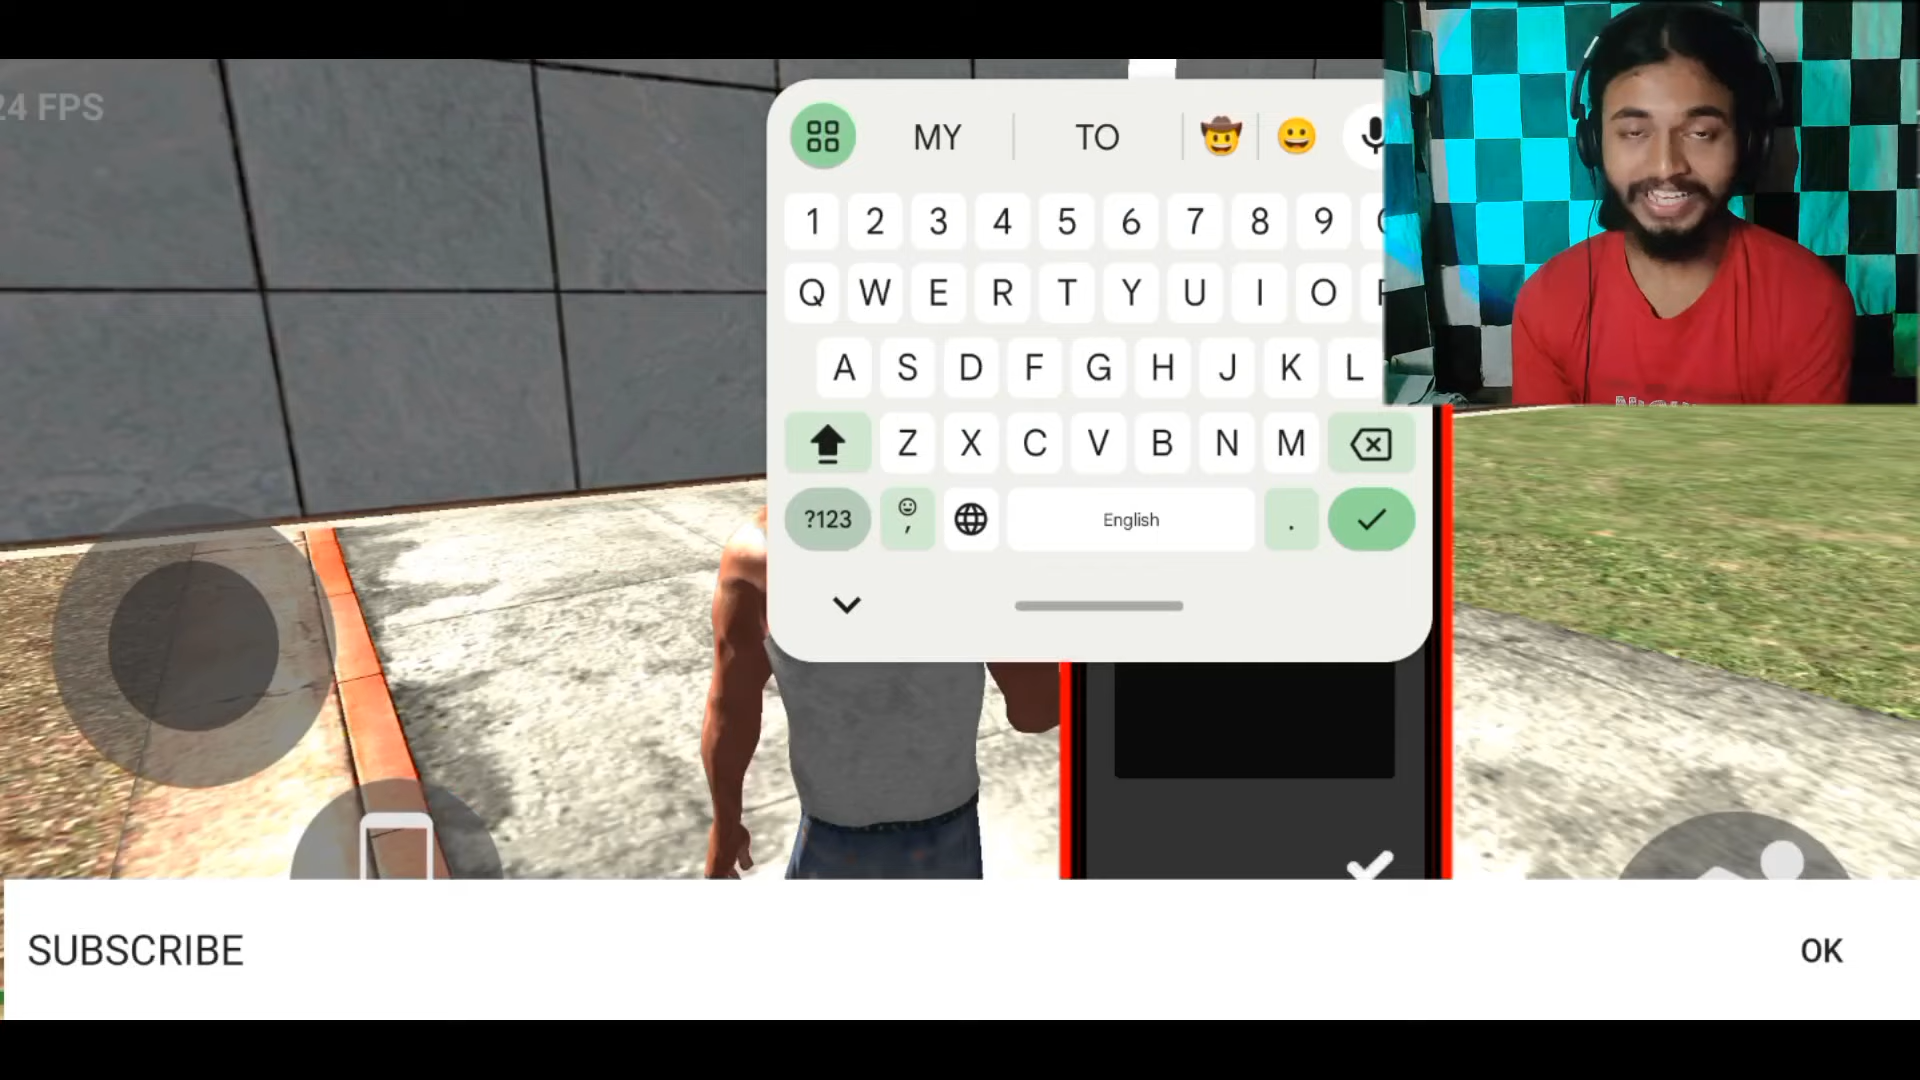 24 FPS
MY TO
1 2 3 4 5 6 7 8 9
Q W E R T Y U I O P
A S D F G H J K L
Z X C V B N M
?123 , English .
SUBSCRIBE OK